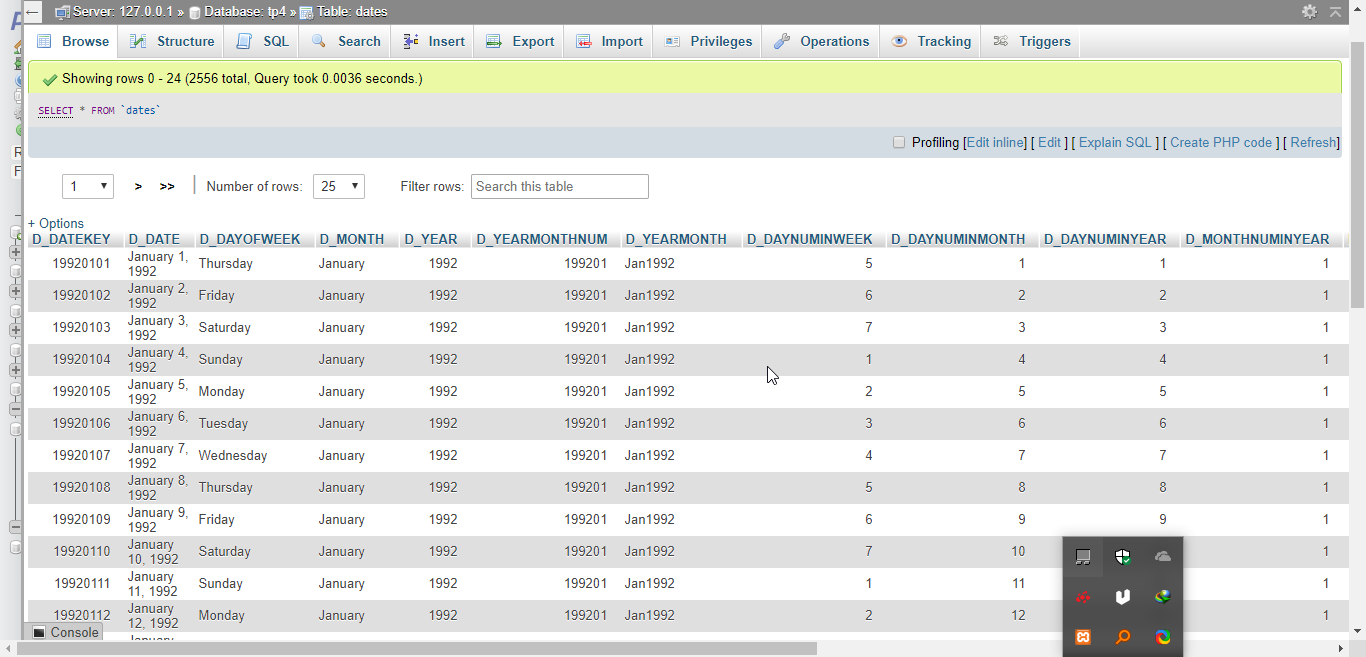 Server: 127.0.0.1 » Database: tp4 » Table: dates
Browse Structure SQL Search Insert Export Import Privileges Operations Tracking Triggers
Showing rows 0 - 24 (2556 total, Query took 0.0036 seconds.)
SELECT * FROM `dates`
Profiling [Edit inline] [ Edit ] [ Explain SQL ] [ Create PHP code ] [ Refresh]
1 > >> Number of rows: 25 Filter rows: Search this table
+ Options
D_DATEKEY D_DATE D_DAYOFWEEK D_MONTH D_YEAR D_YEARMONTHNUM D_YEARMONTH D_DAYNUMINWEEK D_DAYNUMINMONTH D_DAYNUMINYEAR D_MONTHNUMINYEAR
19920101 January 1, 1992 Thursday January 1992 199201 Jan1992 5 1 1 1
19920102 January 2, 1992 Friday January 1992 199201 Jan1992 6 2 2 1
19920103 January 3, 1992 Saturday January 1992 199201 Jan1992 7 3 3 1
19920104 January 4, 1992 Sunday January 1992 199201 Jan1992 1 4 4 1
19920105 January 5, 1992 Monday January 1992 199201 Jan1992 2 5 5 1
19920106 January 6, 1992 Tuesday January 1992 199201 Jan1992 3 6 6 1
19920107 January 7, 1992 Wednesday January 1992 199201 Jan1992 4 7 7 1
19920108 January 8, 1992 Thursday January 1992 199201 Jan1992 5 8 8 1
19920109 January 9, 1992 Friday January 1992 199201 Jan1992 6 9 9 1
19920110 January 10, 1992 Saturday January 1992 199201 Jan1992 7 10 1
19920111 January 11, 1992 Sunday January 1992 199201 Jan1992 1 11 1
19920112 January 12, 1992 Monday January 1992 199201 Jan1992 2 12 1
Console